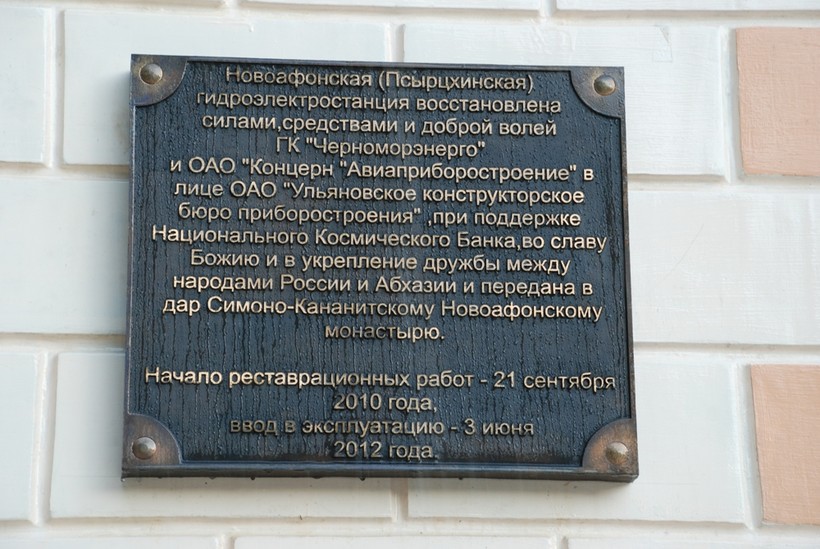 Новоафонская (Псырцхинская)
гидроэлектростанция восстановлена
силами,средствами и доброй волей
ГК "Черноморэнерго"
и ОАО "Концерн "Авиаприборостроение" в
лице ОАО "Ульяновское конструкторское
бюро приборостроения" ,при поддержке
Национального Космического Банка,во славу
Божию и в укрепление дружбы между
народами России и Абхазии и передана в
дар Симоно-Кананитскому Новоафонскому
монастырю.
Начало реставрационных работ - 21 сентября
2010 года,
ввод в эксплуатацию - 3 июня
2012 года.